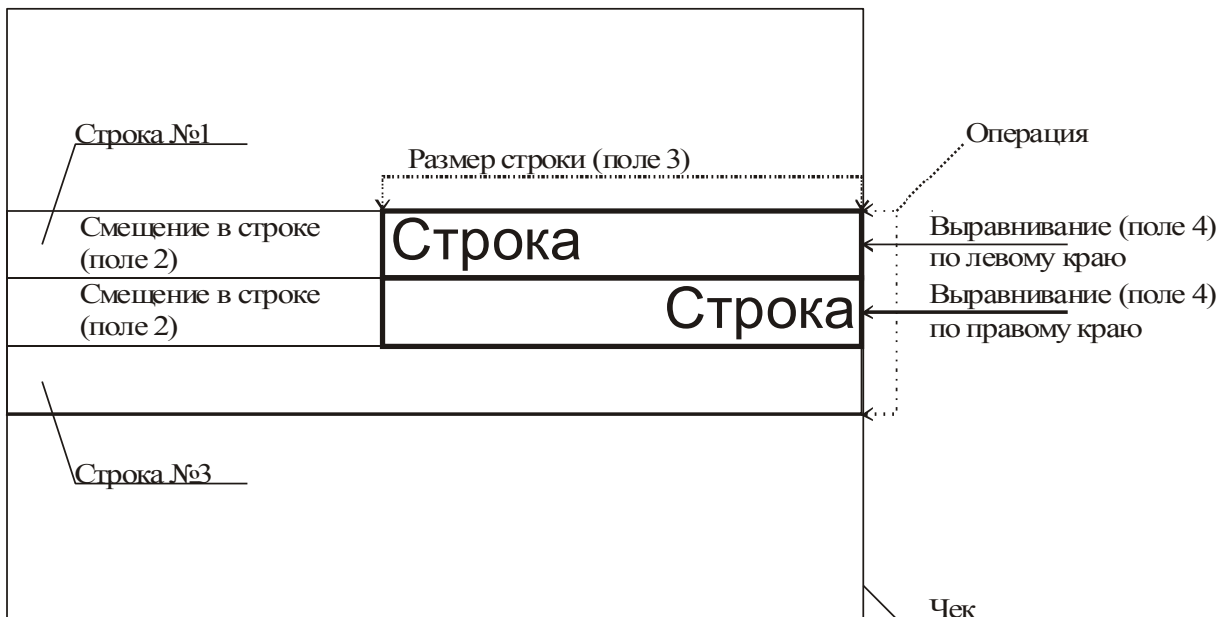 Строка №1
Операция
Размер строки (поле 3)
Смещение в строке
(поле 2)
Строка
Выравнивание (поле 4)
по левому краю
Смещение в строке
(поле 2)
Строка
Выравнивание (поле 4)
по правому краю
Строка №3
Чек